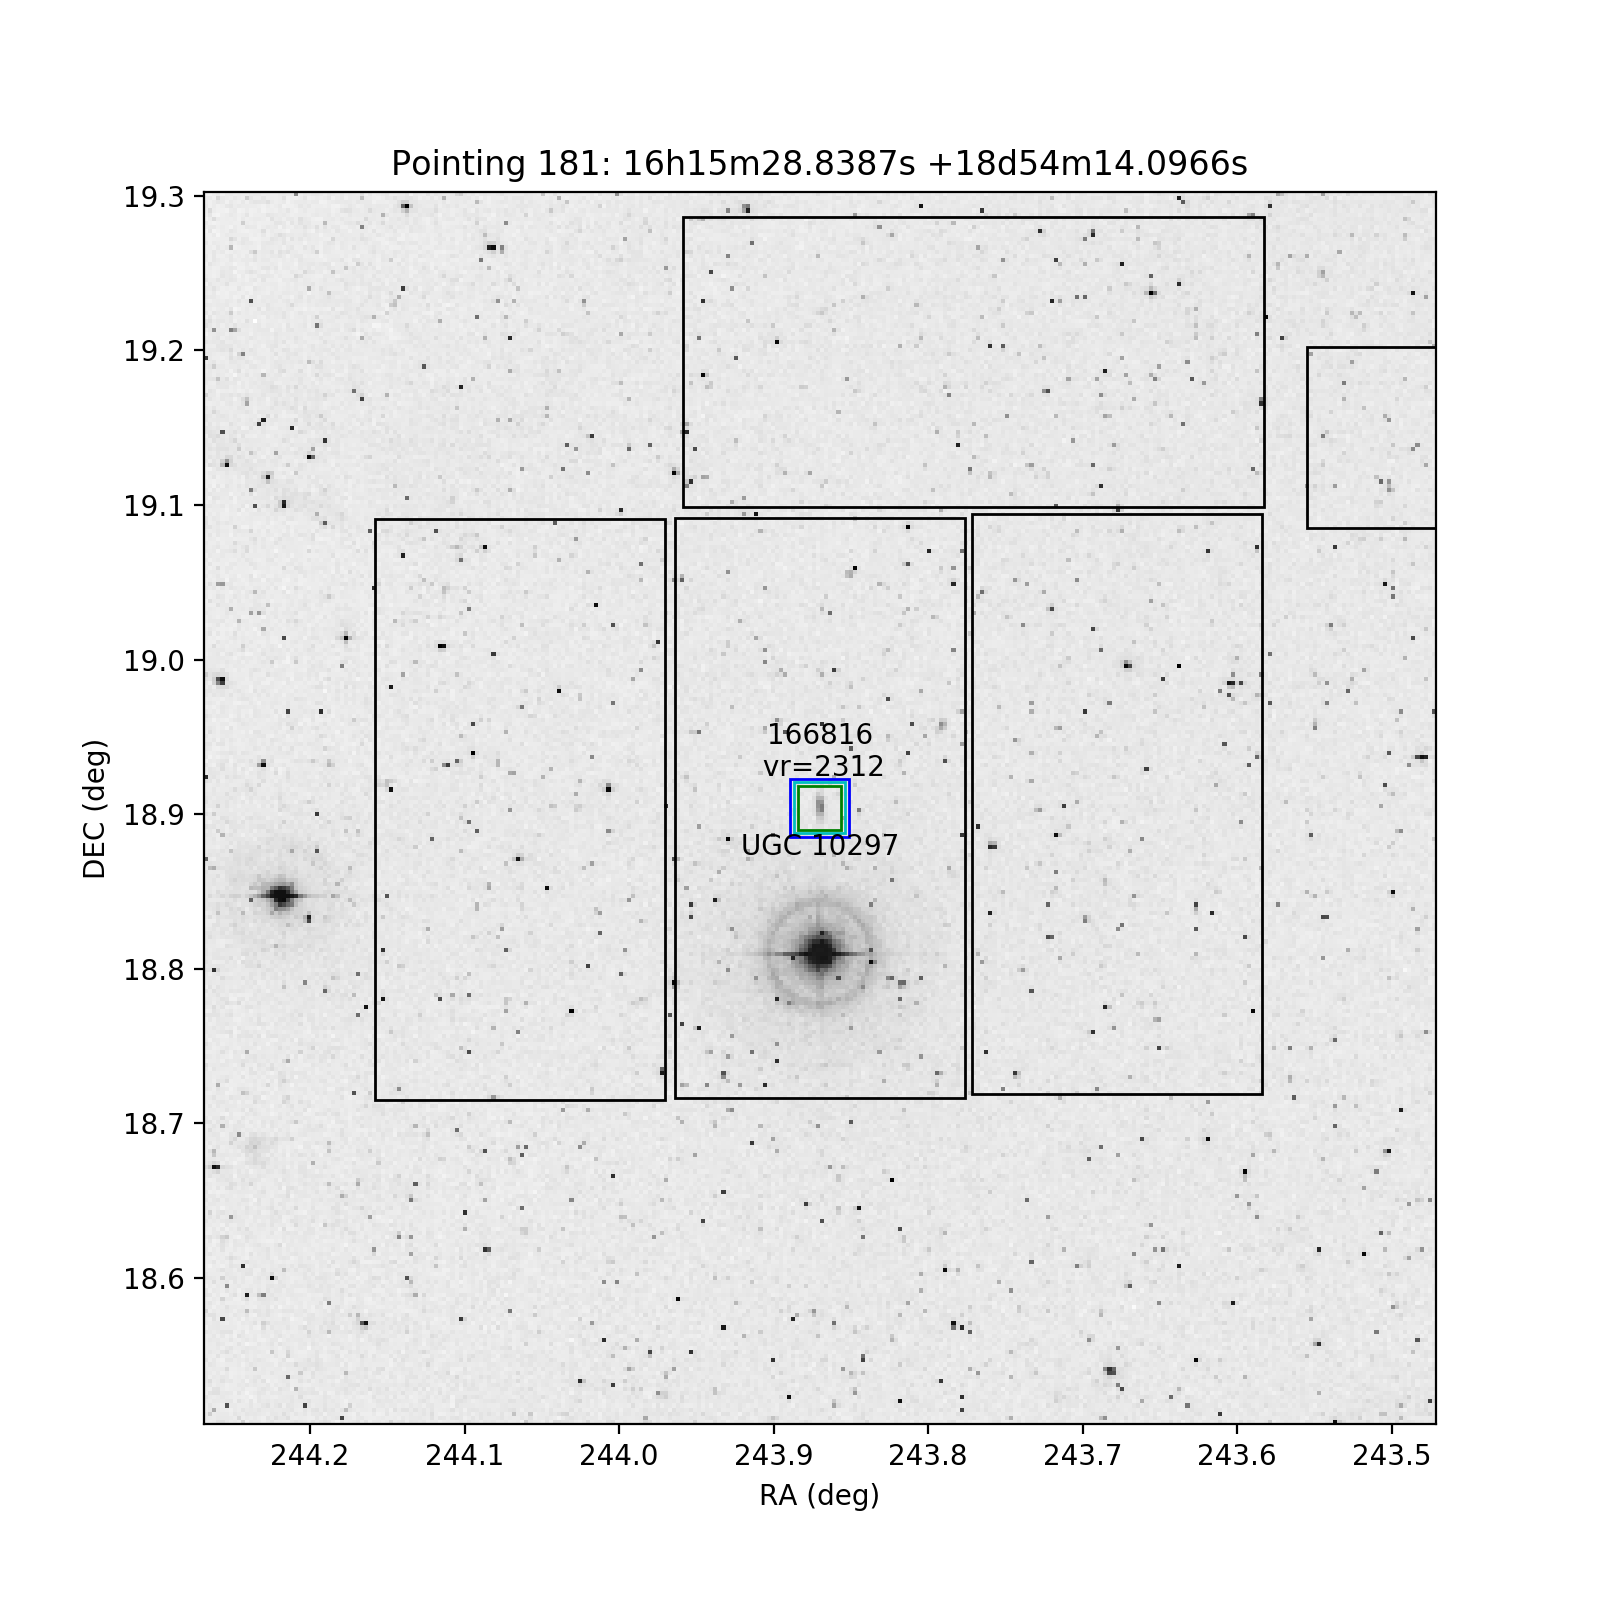 Pointing 181: 16h15m28.8387s +18d54m14.0966s
19.3
19.2
19.1
19.0
18.9
18.8
18.7
18.6
DEC (deg)
166816
vr=2312
UGC 10297
244.2 244.1 244.0 243.9 243.8 243.7 243.6 243.5
RA (deg)